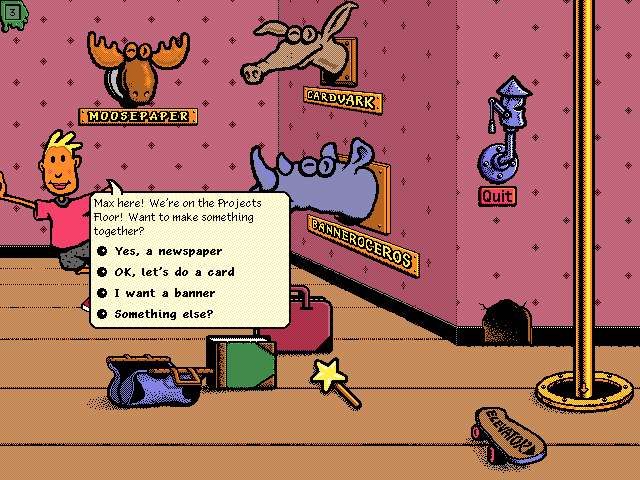 3
MOOSEPAPER
CARDVARK
BANNEROCEROS
Quit
Max here! We're on the Projects
Floor! Want to make something
together?
Yes, a newspaper
OK, let's do a card
I want a banner
Something else?
ELEVATOR